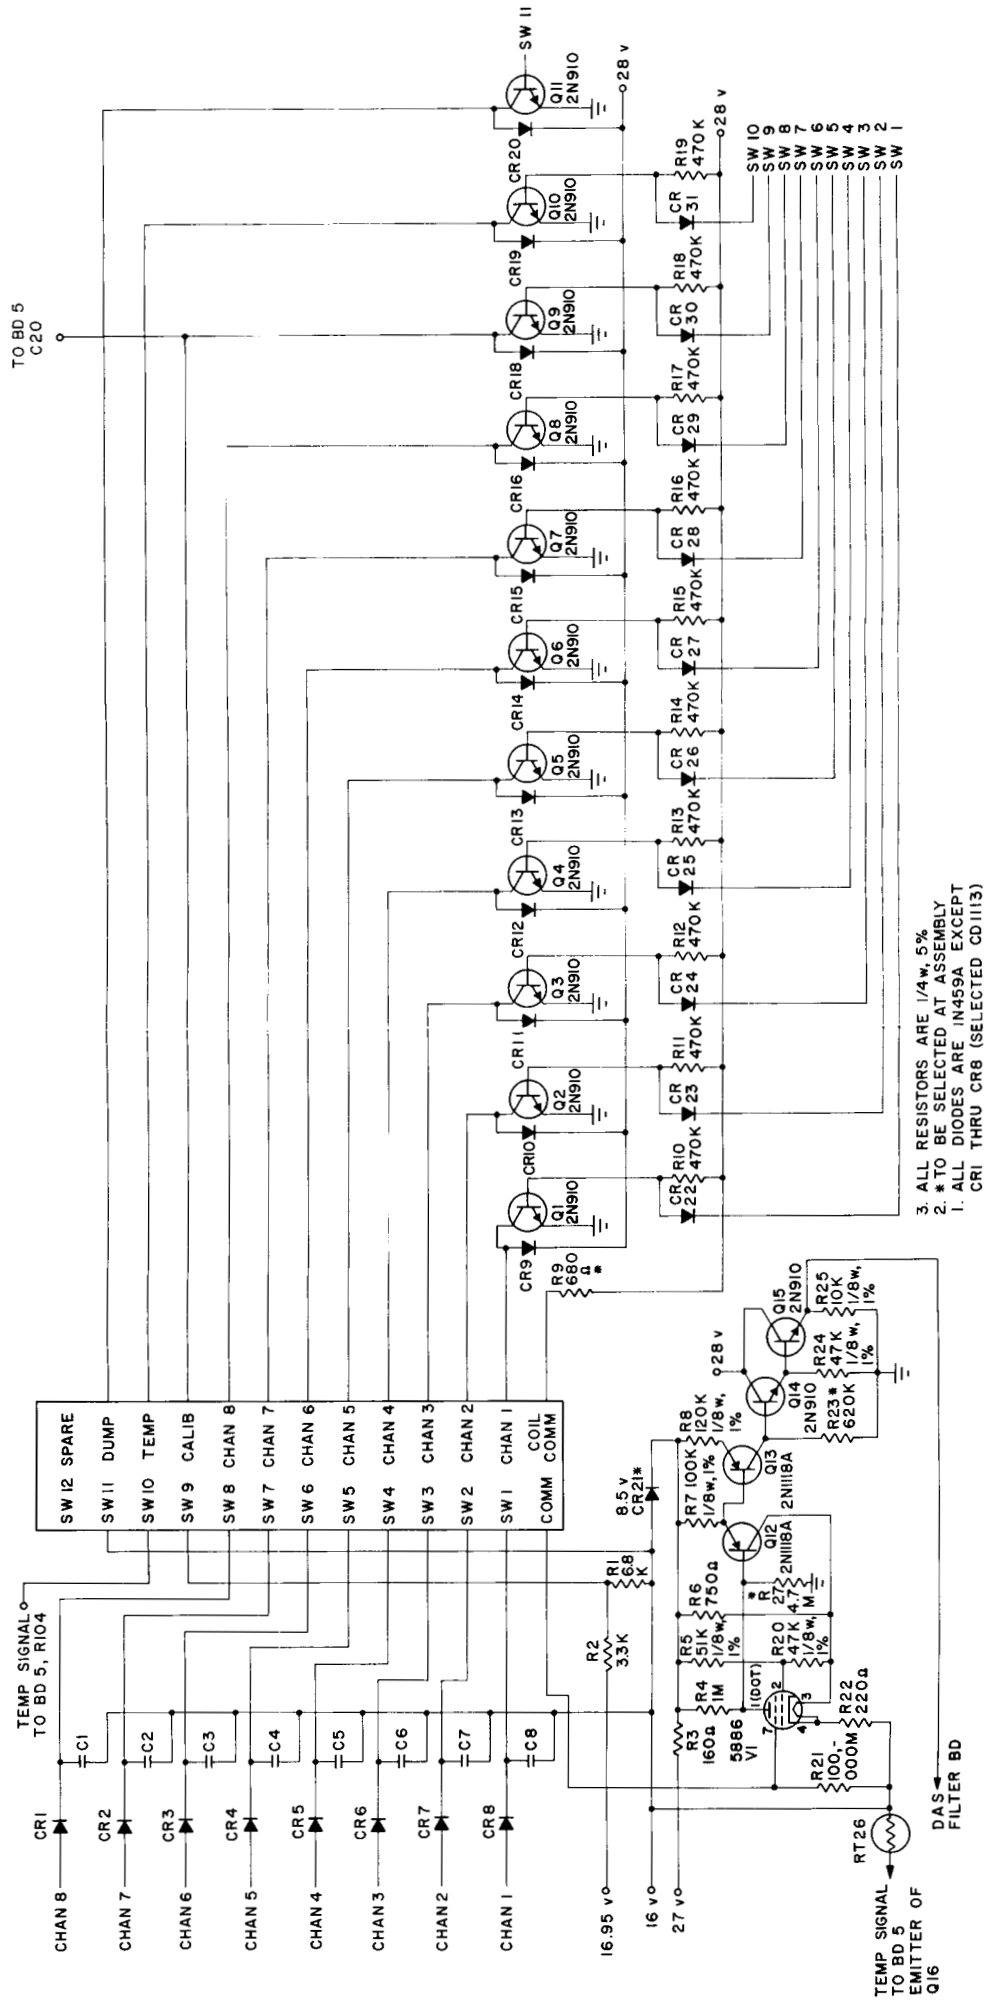 TO BD 5
C20
TEMP SIGNAL
TO BD 5, R104
SW 12 SPARE
SW 11 DUMP
SW10 TEMP
SW 9 CALIB
SW 8 CHAN 8
SW 7 CHAN 7
SW 6 CHAN 6
SW 5 CHAN 5
SW 4 CHAN 4
SW 3 CHAN 3
SW 2 CHAN 2
SW 1 CHAN 1
COMM COIL
COMM
CHAN 8
CHAN 7
CHAN 6
CHAN 5
CHAN 4
CHAN 3
CHAN 2
CHAN 1
CR1
CR2
CR3
CR4
CR5
CR6
CR7
CR8
C1
C2
C3
C4
C5
C6
C7
C8
16.95 v
16 v
27 v
R2
3.3K
R1
6.8
K
8.5 v
CR21*
R3
160Ω
R4
1M
R5
51K
1/8w,
1%
R6
750Ω
R7 100K
1/8w,1%
R8
120K
1/8w,
1%
28 v
5886
V1
1(DOT)
7
2
3
4
R20
47K
1/8w,
1%
*
R
27
4.7
M
Q12
2N1118A
Q13
2N1118A
Q14
2N910
Q15
2N910
R23*
620K
R24
47K
1/8w,
1%
R25
10K
1/8w,
1%
R21
100,-
000M
R22
220Ω
RT26
TEMP SIGNAL
TO BD 5
EMITTER OF
Q16
DAS
FILTER BD
R9
680
Ω
*
CR9
Q1
2N910
CR10
Q2
2N910
CR11
Q3
2N910
CR12
Q4
2N910
CR13
Q5
2N910
CR14
Q6
2N910
CR15
Q7
2N910
CR16
Q8
2N910
CR18
Q9
2N910
CR19
Q10
2N910
CR20
Q11
2N910
SW 11
28 v
28 v
CR
22
R10
470K
CR
23
R11
470K
CR
24
R12
470K
CR
25
R13
470K
CR
26
R14
470K
CR
27
R15
470K
CR
28
R16
470K
CR
29
R17
470K
CR
30
R18
470K
CR
31
R19
470K
SW 10
SW 9
SW 8
SW 7
SW 6
SW 5
SW 4
SW 3
SW 2
SW 1
3. ALL RESISTORS ARE 1/4w, 5%
2. * TO BE SELECTED AT ASSEMBLY
1. ALL DIODES ARE IN459A EXCEPT
CR1 THRU CR8 (SELECTED CD1113)